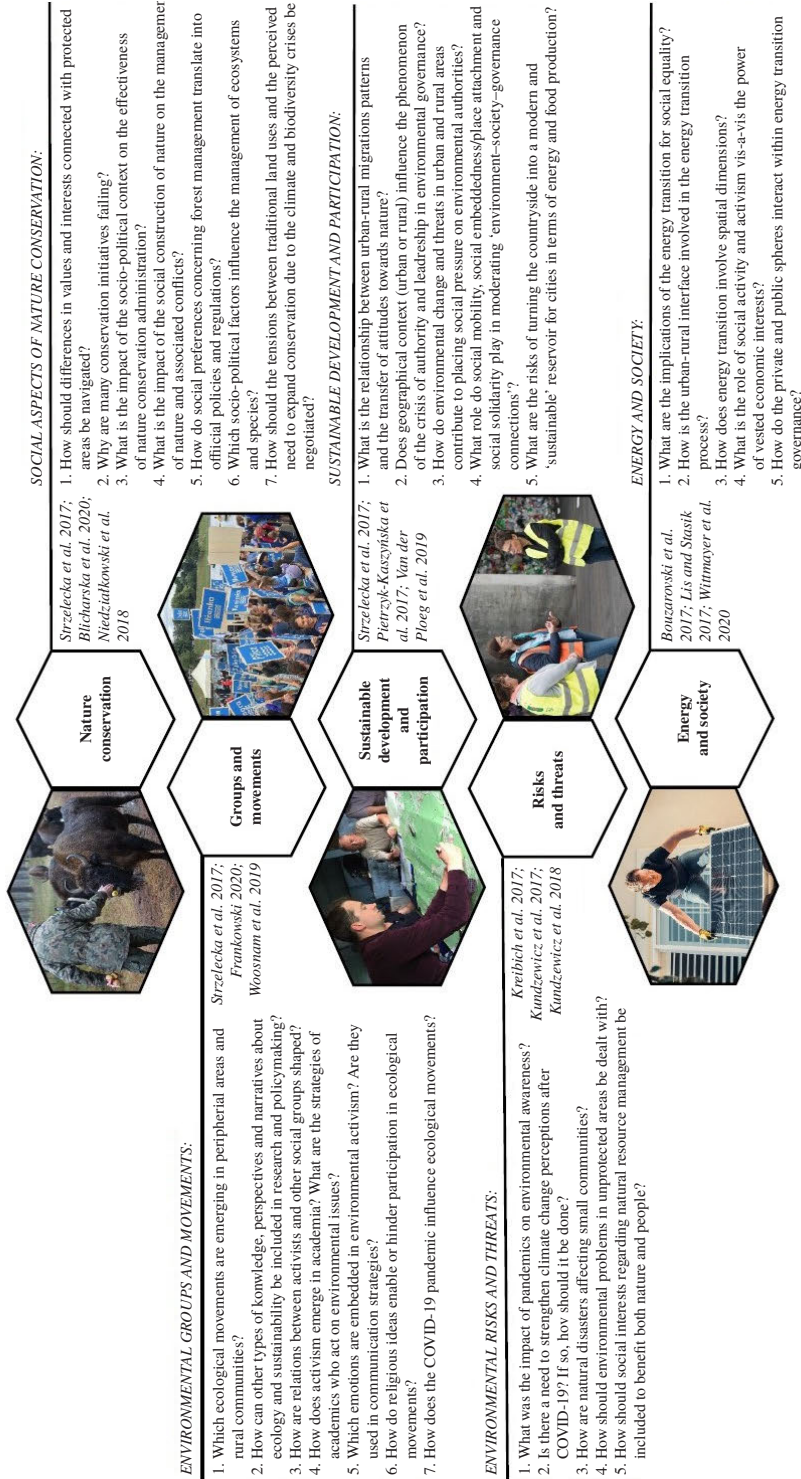 SOCIAL ASPECTS OF NATURE CONSERVATION:
1. How should differences in values and interests connected with protected
areas be navigated?
2. Why are many conservation initiatives failing?
3. What is the impact of the socio-political context on the effectiveness
of nature conservation administration?
4. What is the impact of the social construction of nature on the managemen
of nature and associated conflicts?
5. How do social preferences concerning forest management translate into
official policies and regulations?
6. Which socio-political factors influence the management of ecosystems
and species?
7. How should the tensions between traditional land uses and the perceived
need to expand conservation due to the climate and biodiversity crises be
negotiated?
Strzelecka et al. 2017;
Blicharska et al. 2020;
Niedziałkowski et al.
2018
Nature
conservation
ENVIRONMENTAL GROUPS AND MOVEMENTS:
1. Which ecological movements are emerging in peripherial areas and
rural communities?
2. How can other types of konwledge, perspectives and narratives about
ecology and sustainability be included in research and policymaking?
3. How are relations between activists and other social groups shaped?
4. How does activism emerge in academia? What are the strategies of
academics who act on environmental issues?
5. Which emotions are embedded in environmental activism? Are they
used in communication strategies?
6. How do religious ideas enable or hinder participation in ecological
movements?
7. How does the COVID-19 pandemic influence ecological movements?
Strzelecka et al. 2017;
Frankowski 2020;
Woosnam et al. 2019
Groups and
movements
SUSTAINABLE DEVELOPMENT AND PARTICIPATION:
1. What is the relationship between urban-rural migrations patterns
and the transfer of attitudes towards nature?
2. Does geographical context (urban or rural) influence the phenomenon
of the crisis of authority and leadreship in environmental governance?
3. How do environmental change and threats in urban and rural areas
contribute to placing social pressure on environmental authorities?
4. What role do social mobility, social embeddedness/place attachment and
social solidarity play in moderating ‘environment–society–governance
connections’?
5. What are the risks of turning the countryside into a modern and
‘sustainable’ reservoir for cities in terms of energy and food production?
Strzelecka et al. 2017;
Pietrzyk-Kaszyńska et
al. 2017; Van der
Ploeg et al. 2019
Sustainable
development
and
participation
ENVIRONMENTAL RISKS AND THREATS:
1. What was the impact of pandemics on environmental awareness?
2. Is there a need to strengthen climate change perceptions after
COVID-19? If so, how should it be done?
3. How are natural disasters affecting small communities?
4. How should environmental problems in unprotected areas be dealt with?
5. How should social interests regarding natural resource management be
included to benefit both nature and people?
Kreibich et al. 2017;
Kundzewicz et al. 2017;
Kundzewicz et al. 2018
Risks
and threats
ENERGY AND SOCIETY:
1. What are the implications of the energy transition for social equality?
2. How is the urban-rural interface involved in the energy transition
process?
3. How does energy transition involve spatial dimensions?
4. What is the role of social activity and activism vis-a-vis the power
of vested economic interests?
5. How do the private and public spheres interact within energy transition
governance?
Bouzarovski et al.
2017; Lis and Stasik
2017; Wittmayer et al.
2020
Energy
and society